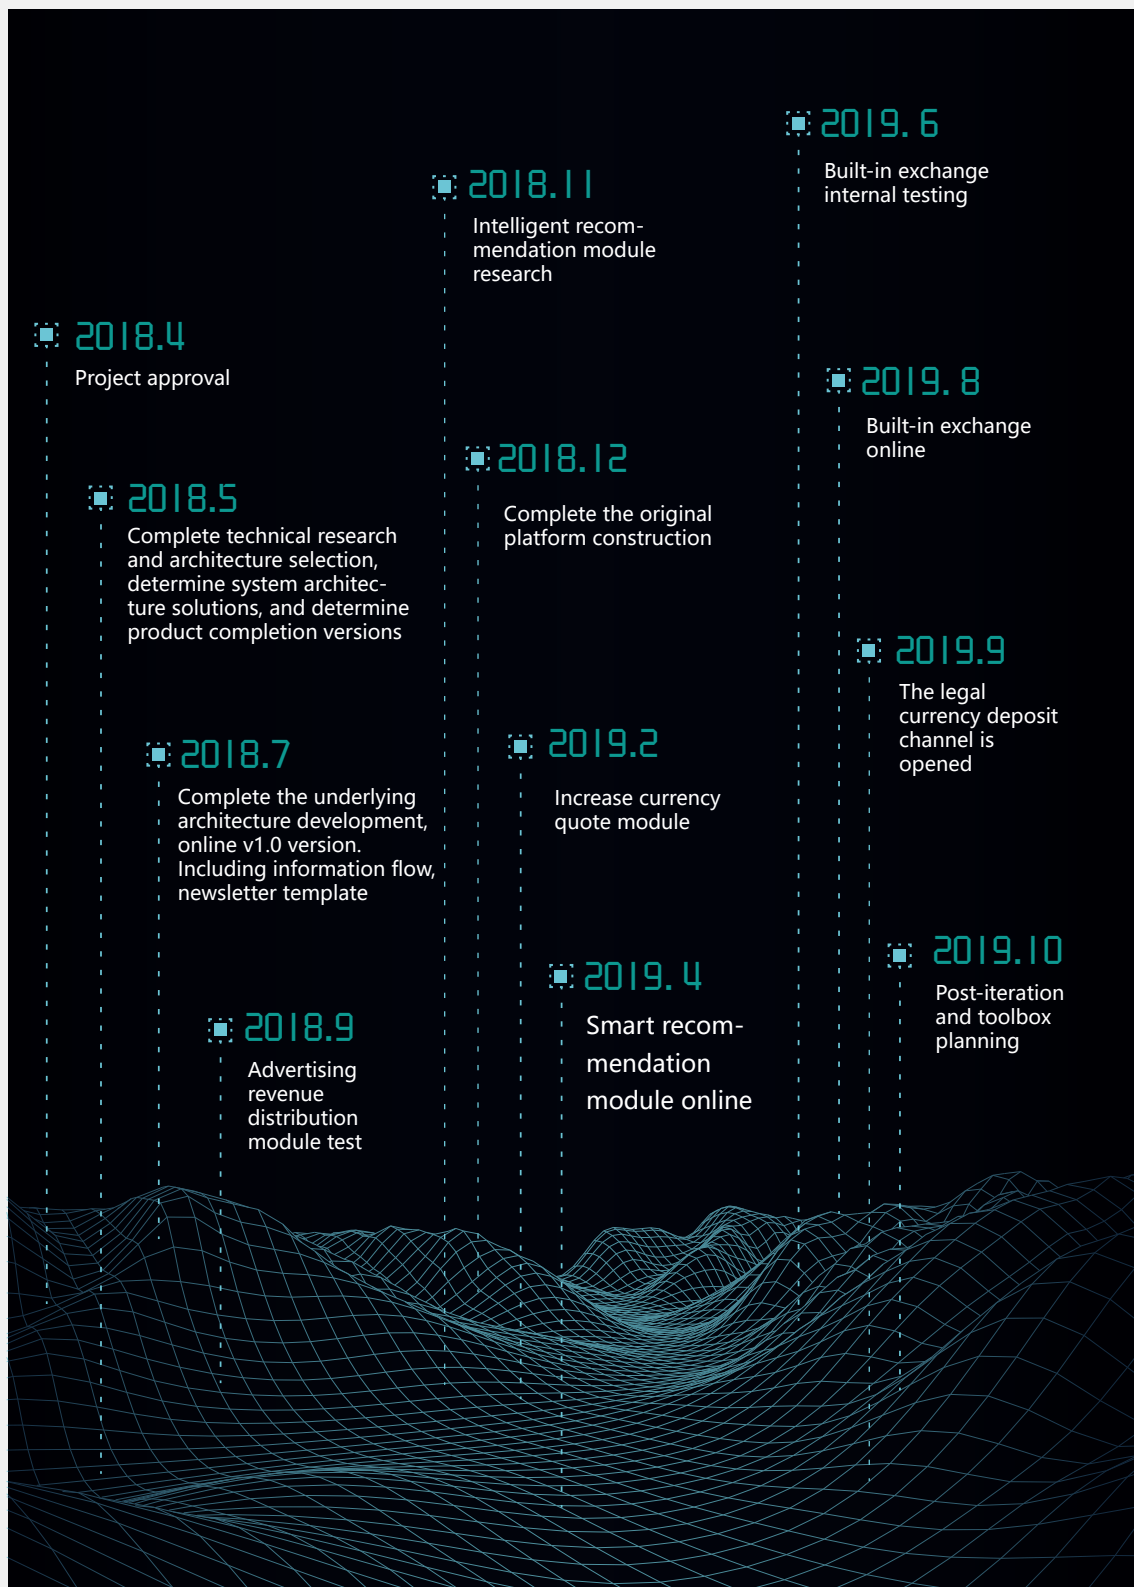 2018.4
Project approval
2018.5
Complete technical research
and architecture selection,
determine system architec-
ture solutions, and determine
product completion versions
2018.7
Complete the underlying
architecture development,
online v1.0 version.
Including information flow,
newsletter template
2018.9
Advertising
revenue
distribution
module test
2018.11
Intelligent recom-
mendation module
research
2018.12
Complete the original
platform construction
2019.2
Increase currency
quote module
2019. 4
Smart recom-
mendation
module online
2019. 6
Built-in exchange
internal testing
2019. 8
Built-in exchange
online
2019.9
The legal
currency deposit
channel is
opened
2019.10
Post-iteration
and toolbox
planning